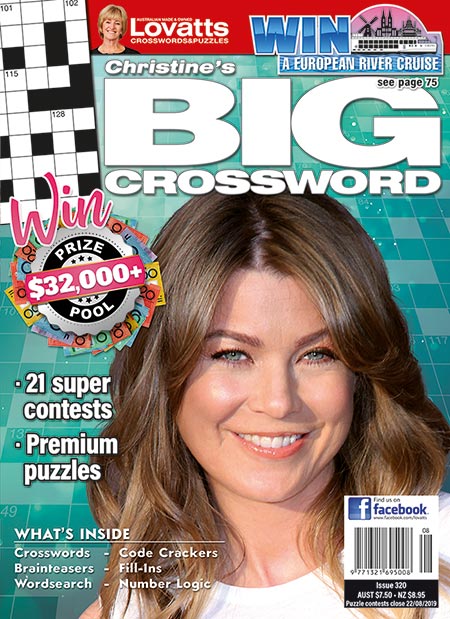 101
102
115
128
AUSTRALIAN MADE & OWNED
Lovatts
CROSSWORDS&PUZZLES
WIN
A EUROPEAN RIVER CRUISE
see page 75
Christine's
BIG
CROSSWORD
Win
PRIZE
$32,000+
POOL
· 21 super
contests
· Premium
puzzles
49
WHAT'S INSIDE
Crosswords – Code Crackers
Brainteasers – Fill-Ins
Wordsearch – Number Logic
Find us on
facebook
www.facebook.com/lovatts
08
9 771321 695008
Issue 320
AUST $7.50 • NZ $8.95
Puzzle contests close 22/08/2019